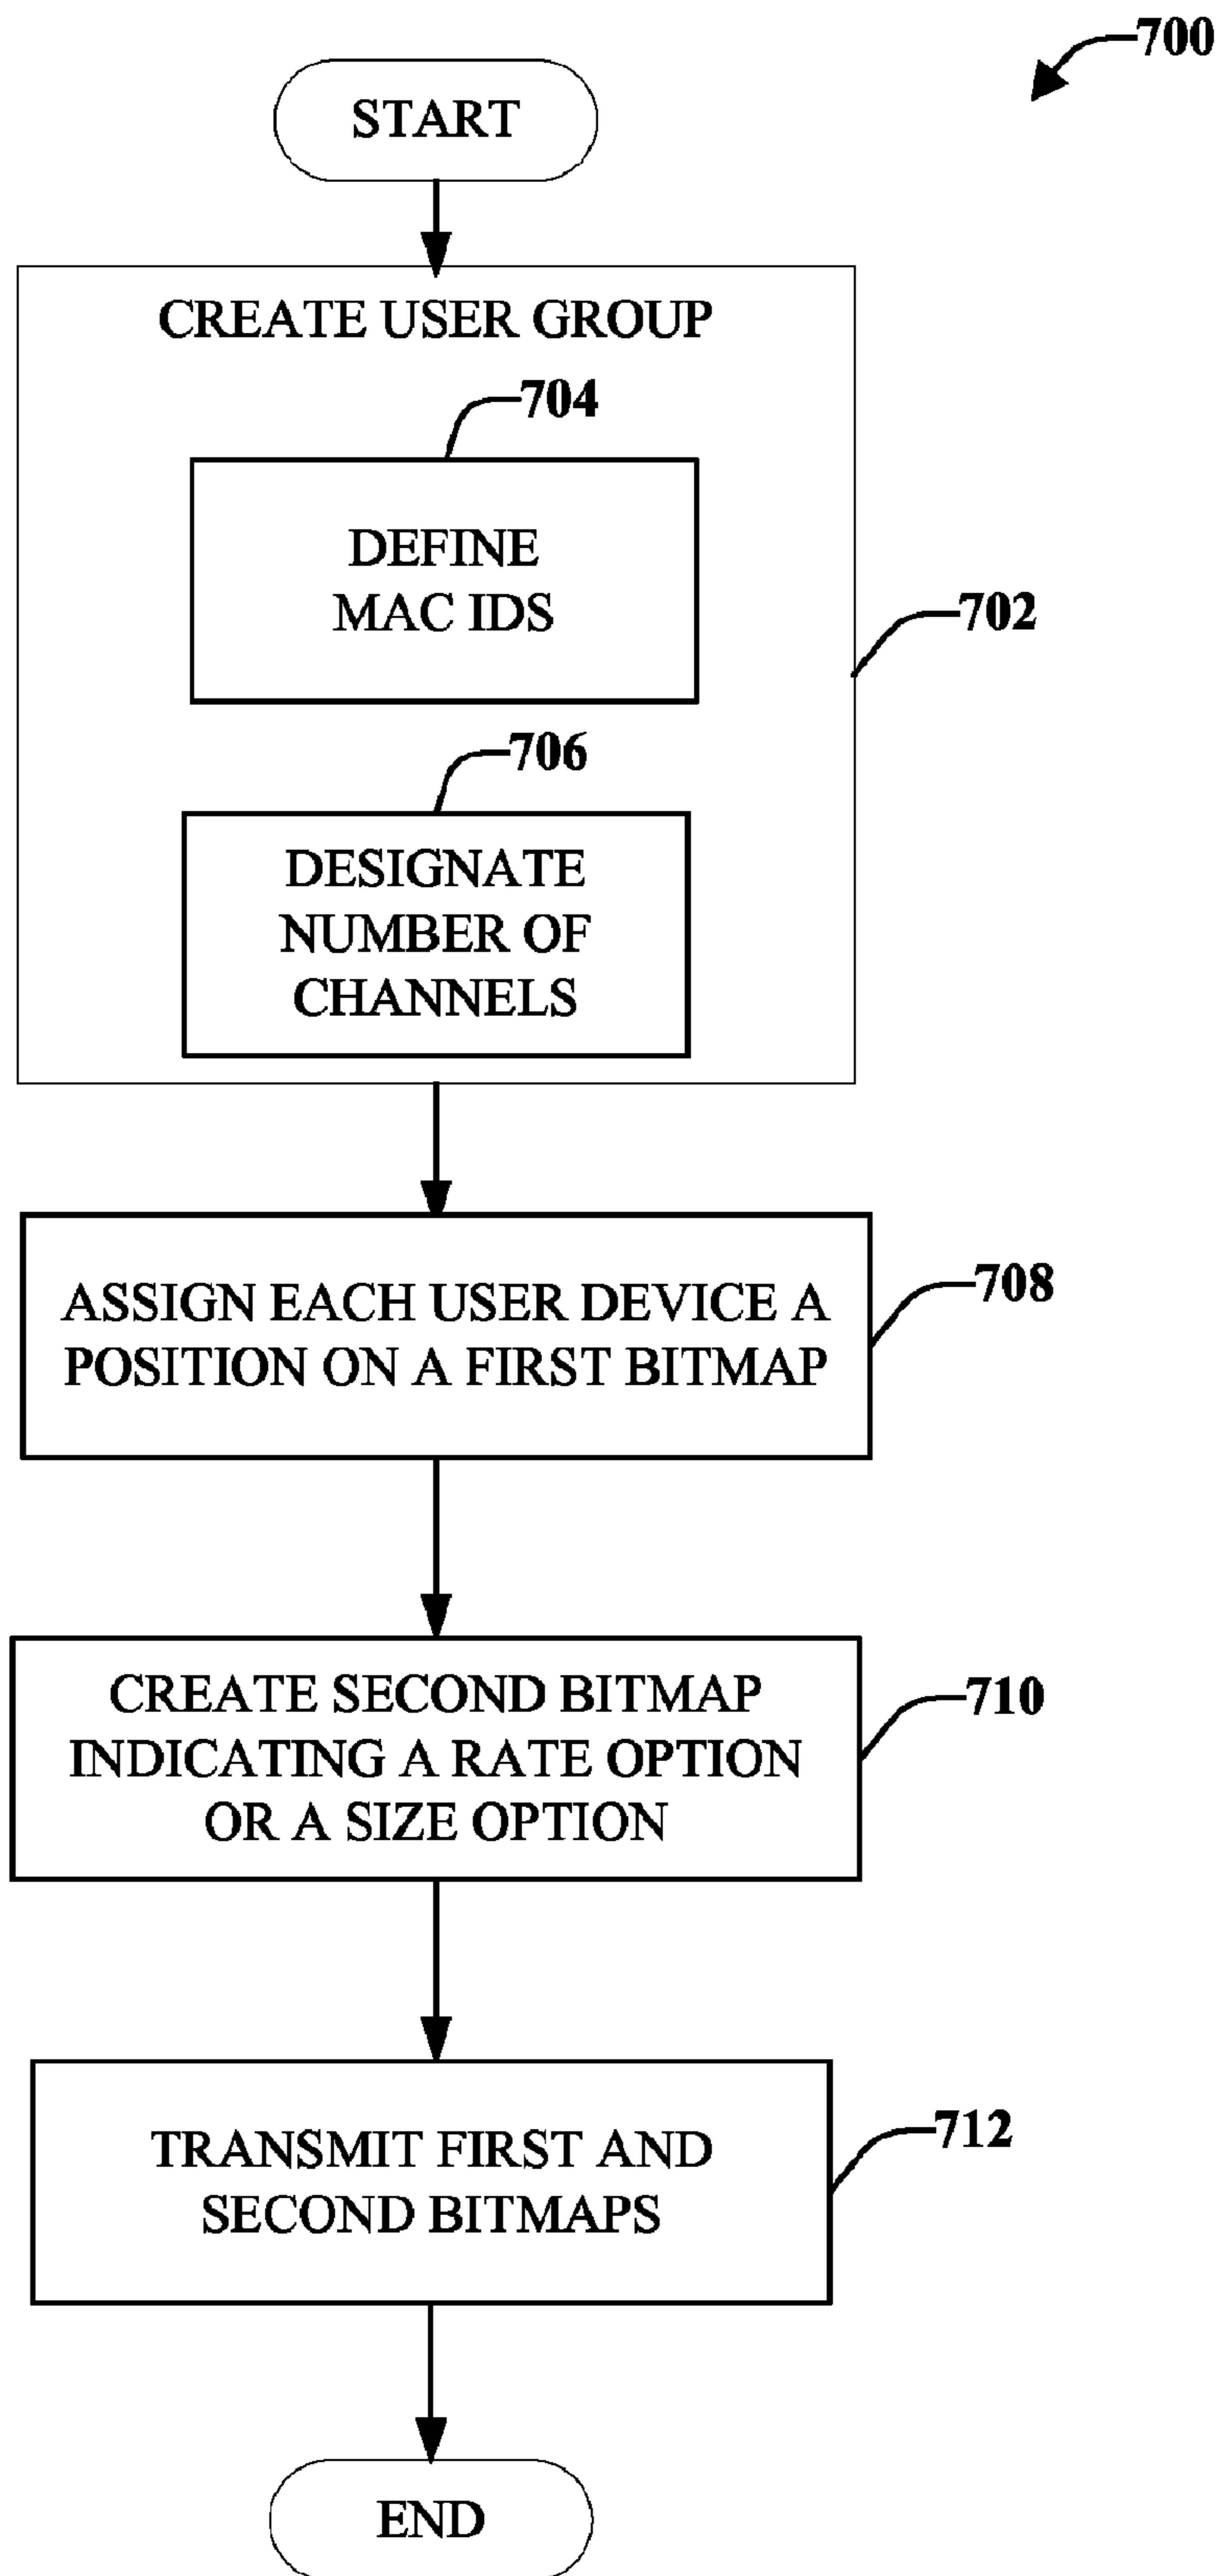 700
START
CREATE USER GROUP
704
DEFINE
MAC IDS
702
706
DESIGNATE
NUMBER OF
CHANNELS
ASSIGN EACH USER DEVICE A
POSITION ON A FIRST BITMAP
708
CREATE SECOND BITMAP
INDICATING A RATE OPTION
OR A SIZE OPTION
710
TRANSMIT FIRST AND
SECOND BITMAPS
712
END